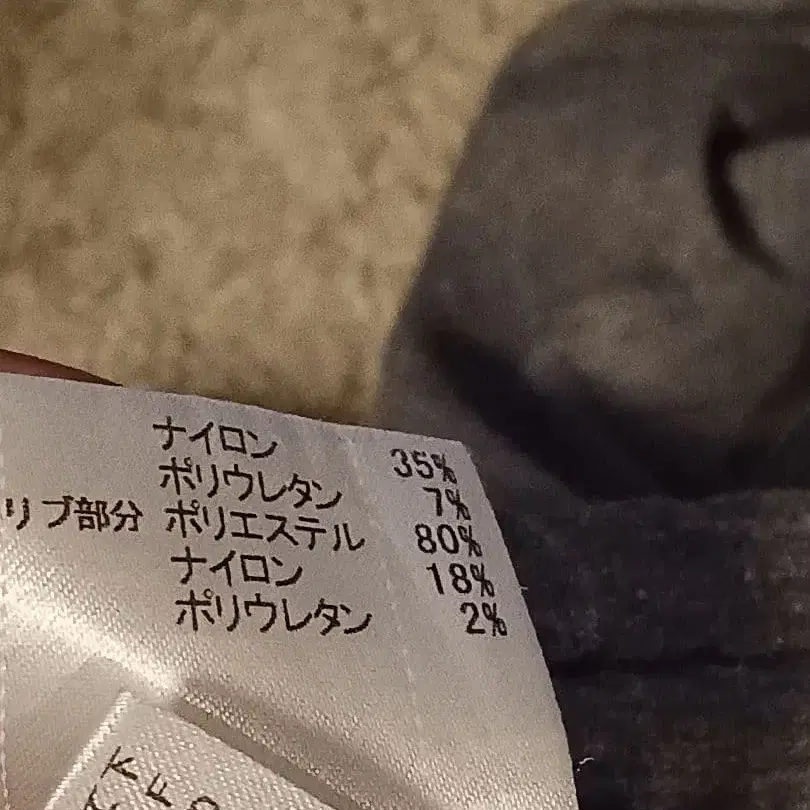 ナイロン 35%
ポリウレタン 7%
リブ部分 ポリエステル 80%
ナイロン 18%
ポリウレタン 2%